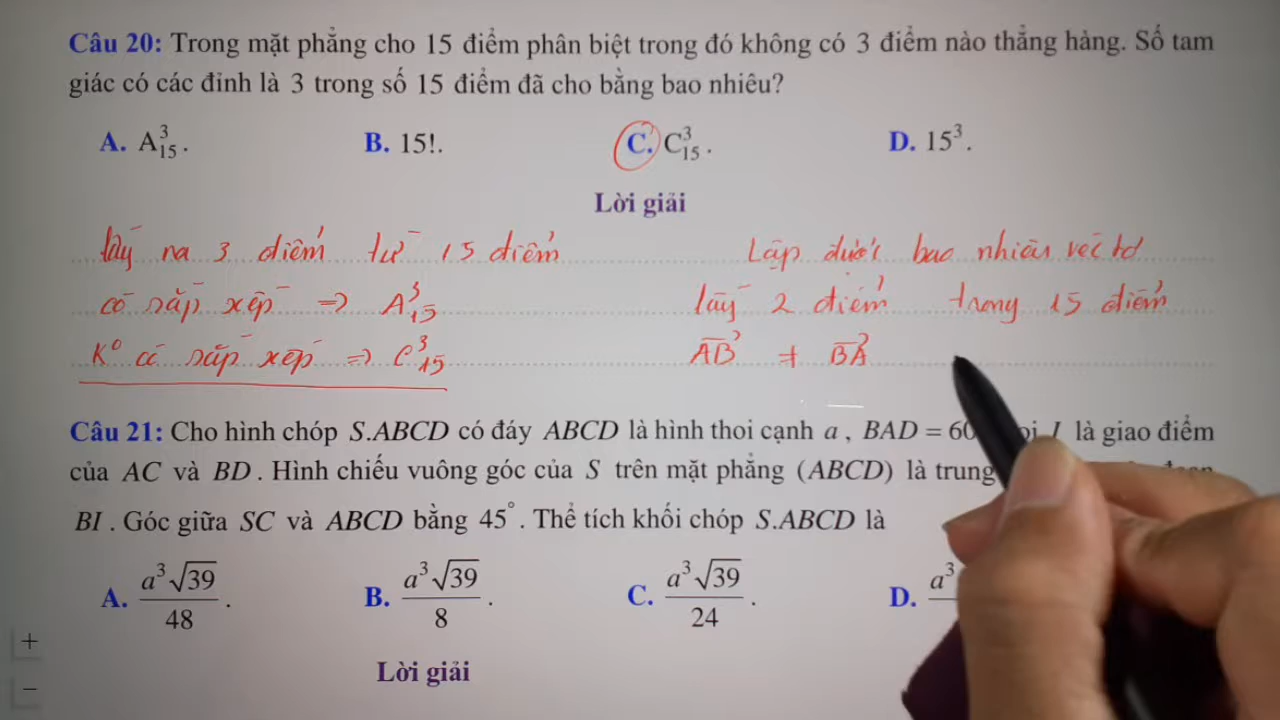 Câu 20: Trong mặt phẳng cho 15 điểm phân biệt trong đó không có 3 điểm nào thẳng hàng. Số tam
giác có các đỉnh là 3 trong số 15 điểm đã cho bằng bao nhiêu?
A. A³₁₅. B. 15!. C. C³₁₅. D. 15³.
Lời giải
lấy ra 3 điểm từ 15 điểm
có sắp xếp => A³₁₅
K° có sắp xếp => C³₁₅
Lập được bao nhiêu véc tơ
lấy 2 điểm trong 15 điểm
AB ≠ BA
Câu 21: Cho hình chóp S.ABCD có đáy ABCD là hình thoi cạnh a, BAD = 60 I là giao điểm
của AC và BD. Hình chiếu vuông góc của S trên mặt phẳng (ABCD) là trung
BI. Góc giữa SC và ABCD bằng 45°. Thể tích khối chóp S.ABCD là
A. a³√39/48. B. a³√39/8. C. a³√39/24. D. a³
Lời giải
+
−